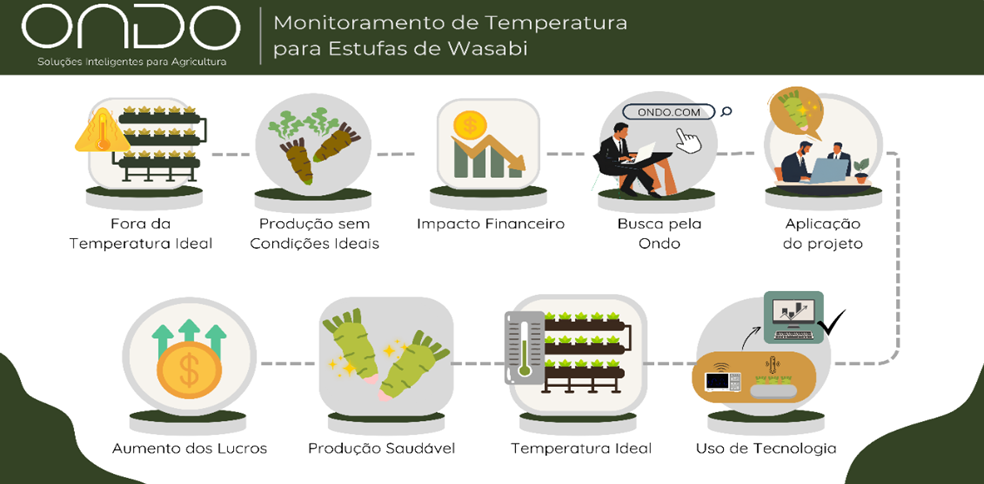 ONDO
Soluções Inteligentes para Agricultura
Monitoramento de Temperatura
para Estufas de Wasabi
ONDO.COM
Fora da
Temperatura Ideal
Produção sem
Condições Ideais
Impacto Financeiro
Busca pela
Ondo
Aplicação
do projeto
Aumento dos Lucros
Produção Saudável
Temperatura Ideal
Uso de Tecnologia